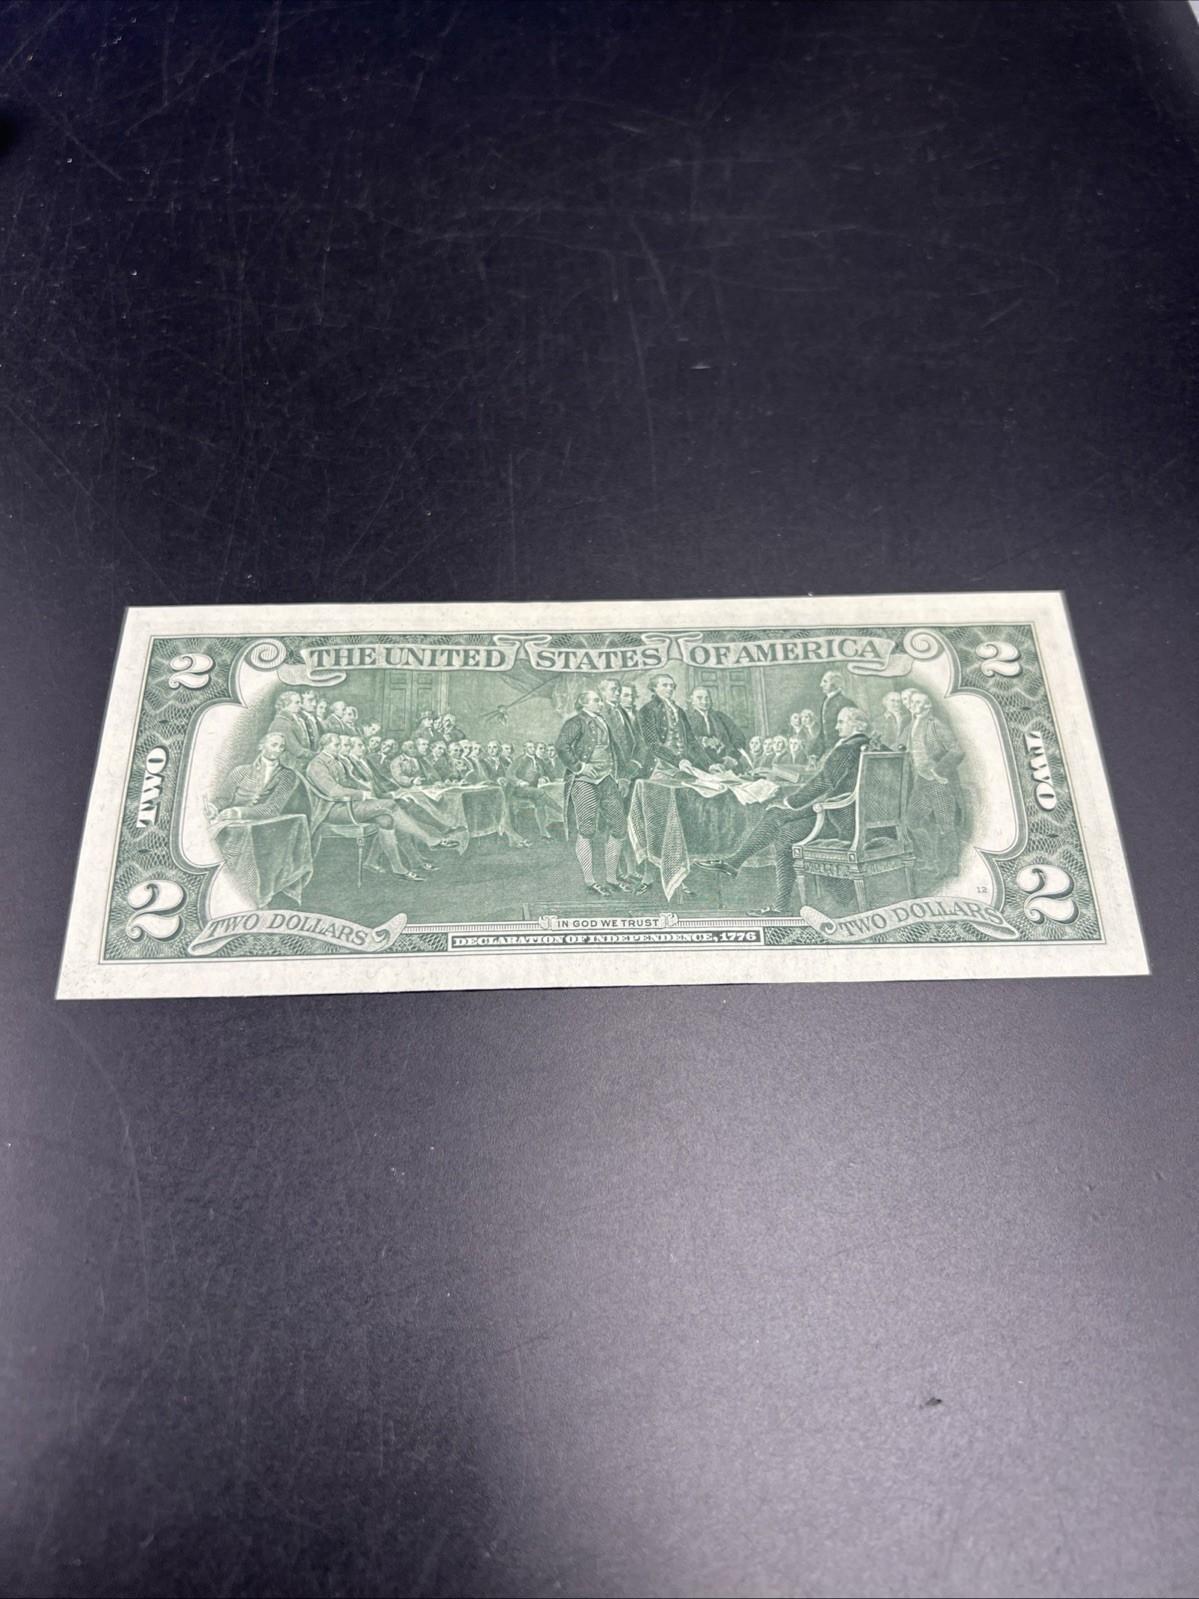 2 THE UNITED STATES OF AMERICA 2
TWO TWO
12
2 2
TWO DOLLARS IN GOD WE TRUST TWO DOLLARS
DECLARATION OF INDEPENDENCE, 1776